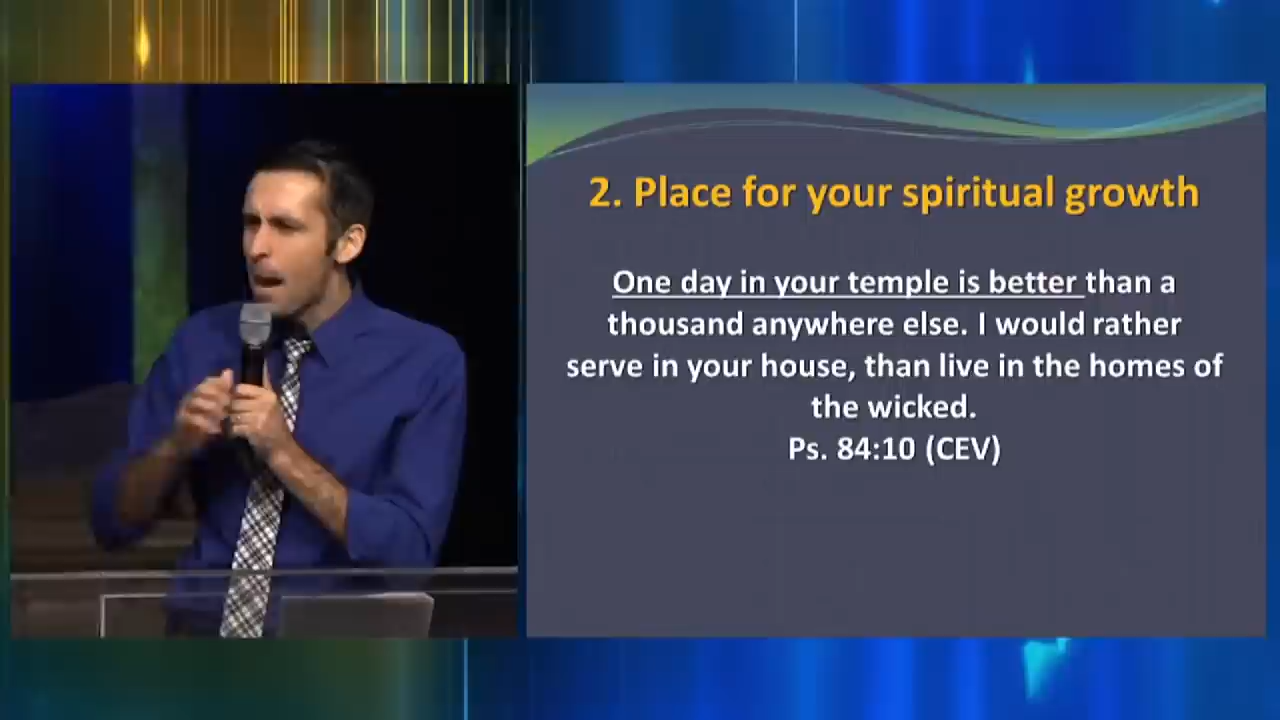 2. Place for your spiritual growth
One day in your temple is better than a
thousand anywhere else. I would rather
serve in your house, than live in the homes of
the wicked.
Ps. 84:10 (CEV)